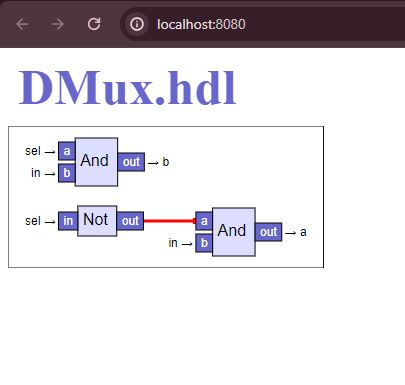 localhost:8080
DMux.hdl
sel → a And out → b
in → b
sel → in Not out a And out → a
in → b